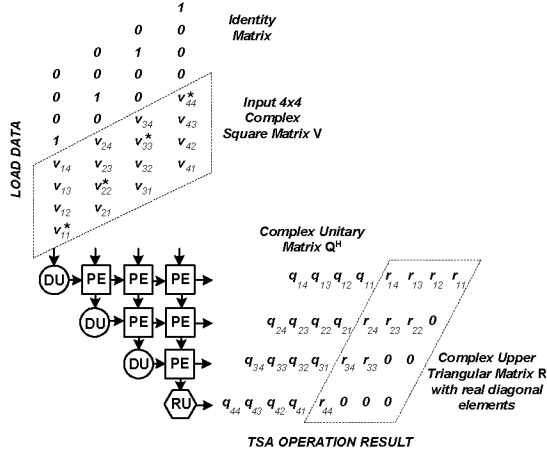 1
Identity
0 0
Matrix
0 1 0
0 0 0 0
0 1 0 v*44
Input 4x4
Complex
Square Matrix V
0 0 v34 v43
1 v24 v*33 v42
v14 v23 v32 v41
v13 v*22 v31
v12 v21
v*11
LOAD DATA
Complex Unitary
Matrix Q^H
DU PE PE PE q14 q13 q12 q11 r14 r13 r12 r11
DU PE PE q24 q23 q22 q21 r24 r23 r22 0
DU PE q34 q33 q32 q31 r34 r33 0 0
RU q44 q43 q42 q41 r44 0 0 0
Complex Upper
Triangular Matrix R
with real diagonal
elements
TSA OPERATION RESULT